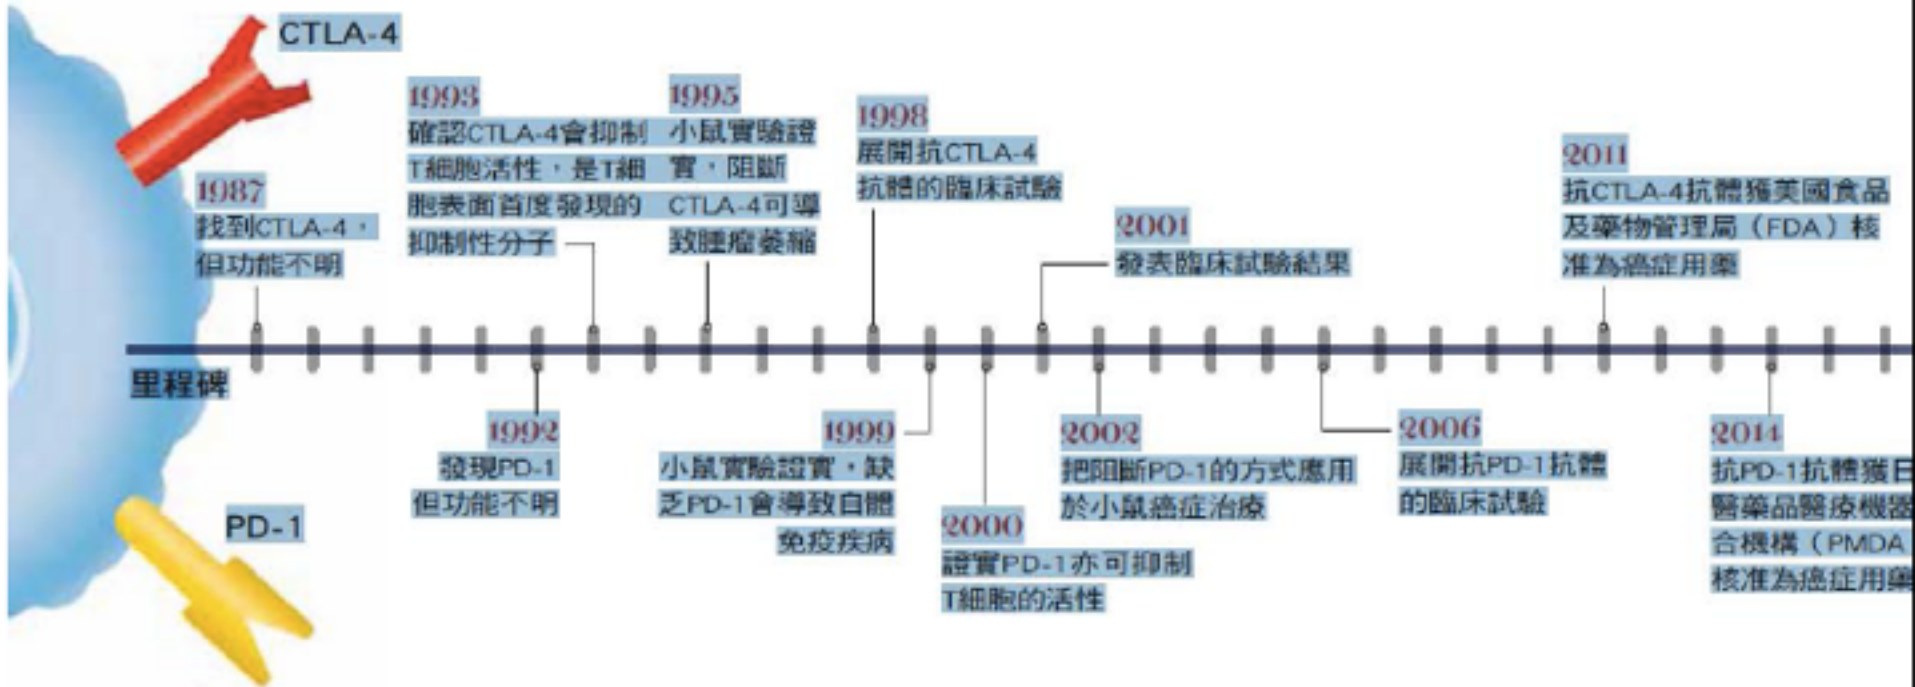 CTLA-4
1987
找到CTLA-4，
但功能不明
1993
確認CTLA-4會抑制
T細胞活性，是T細
胞表面首度發現的
抑制性分子
1995
小鼠實驗證
實，阻斷
CTLA-4可導
致腫瘤萎縮
1998
展開抗CTLA-4
抗體的臨床試驗
2001
發表臨床試驗結果
2011
抗CTLA-4抗體獲美國食品
及藥物管理局（FDA）核
准為癌症用藥
里程碑
PD-1
1992
發現PD-1
但功能不明
1999
小鼠實驗證實，缺
乏PD-1會導致自體
免疫疾病
2000
證實PD-1亦可抑制
T細胞的活性
2002
把阻斷PD-1的方式應用
於小鼠癌症治療
2006
展開抗PD-1抗體
的臨床試驗
2014
抗PD-1抗體獲日
醫藥品醫療機器
合機構（PMDA
核准為癌症用藥